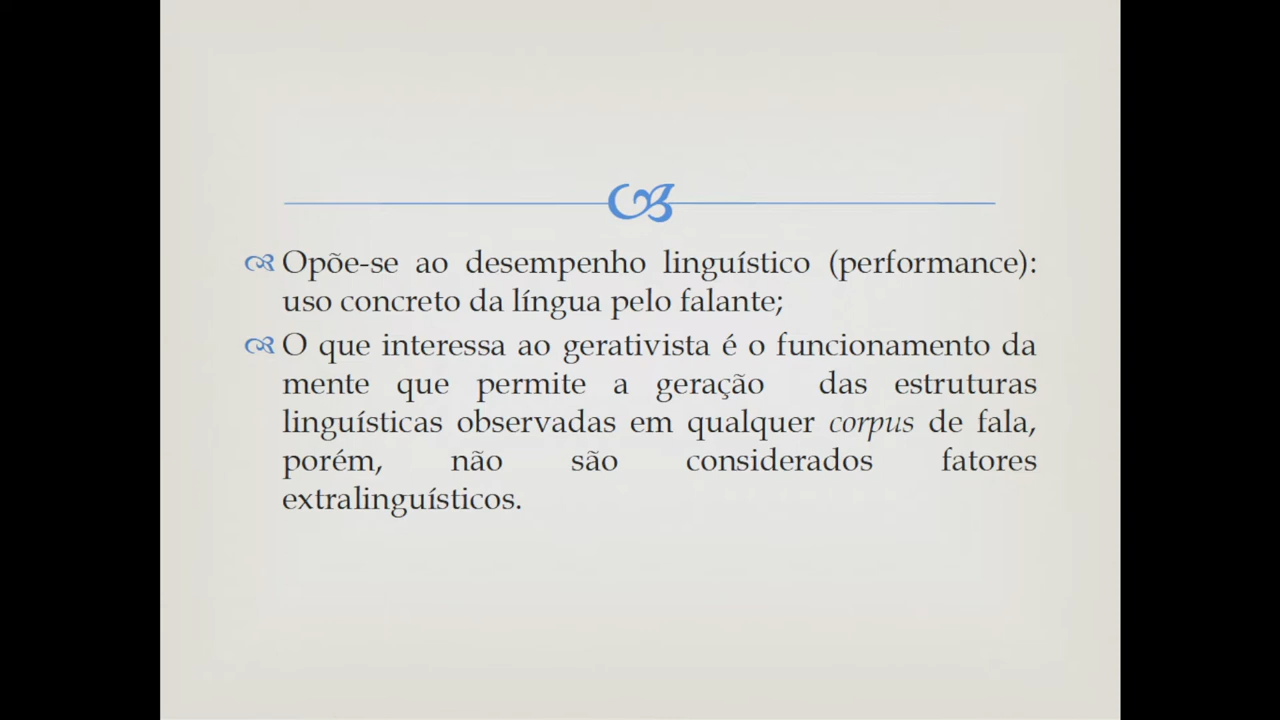 Opõe-se ao desempenho linguístico (performance):
uso concreto da língua pelo falante;
O que interessa ao gerativista é o funcionamento da
mente que permite a geração das estruturas
linguísticas observadas em qualquer corpus de fala,
porém, não são considerados fatores
extralinguísticos.